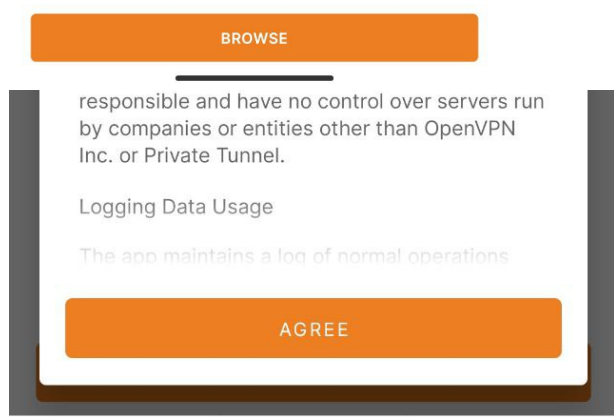 BROWSE
responsible and have no control over servers run
by companies or entities other than OpenVPN
Inc. or Private Tunnel.
Logging Data Usage
The app maintains a log of normal operations
AGREE